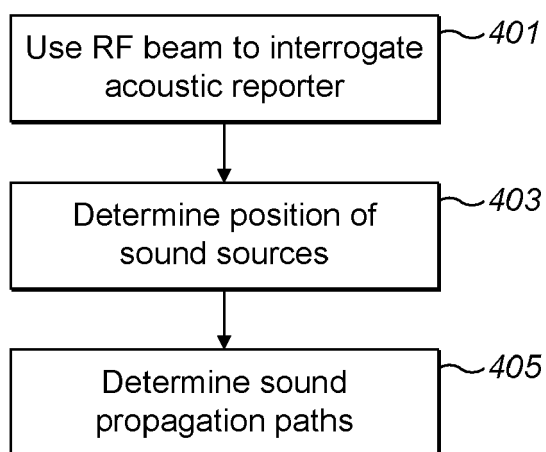 Use RF beam to interrogate
acoustic reporter
401
Determine position of
sound sources
403
Determine sound
propagation paths
405